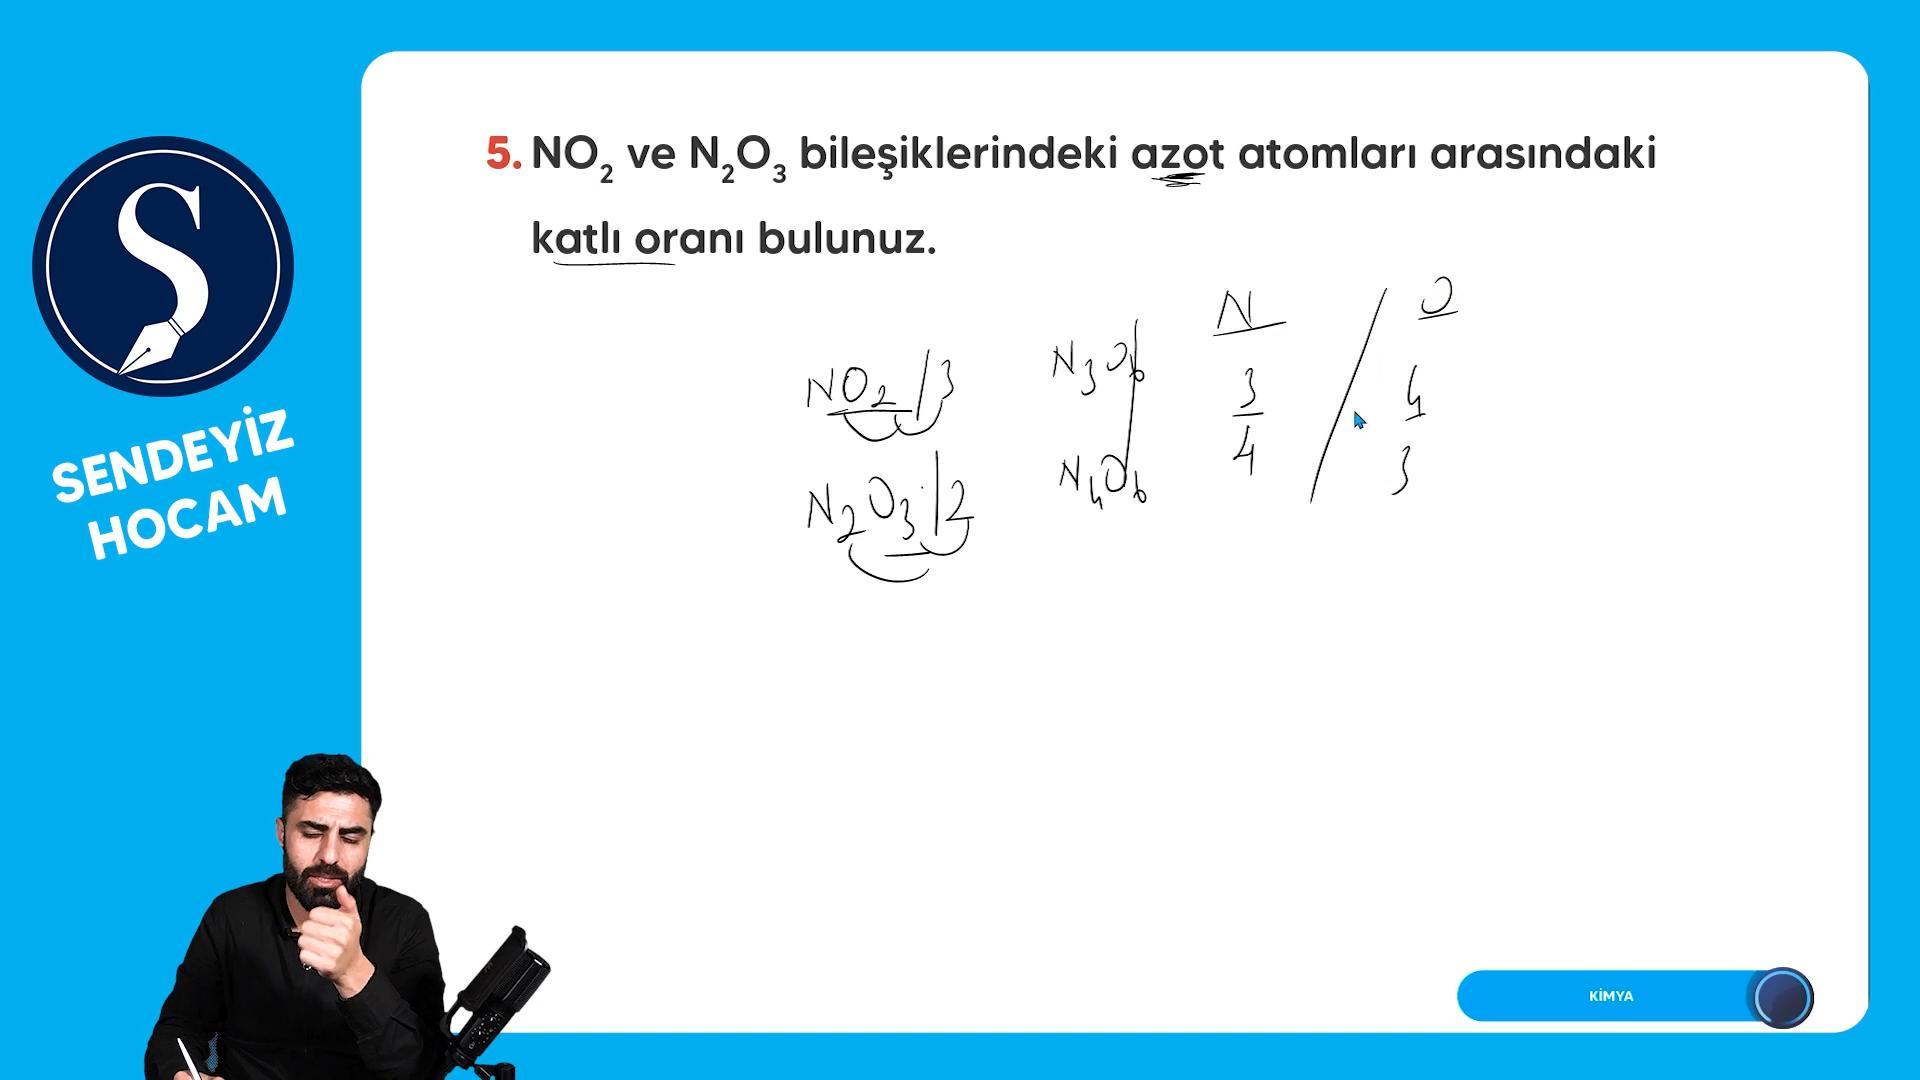 5. NO₂ ve N₂O₃ bileşiklerindeki azot atomları arasındaki
katlı oranı bulunuz.
SENDEYİZ
HOCAM
NO₂ / 3
N₂O₃ / 2
N₃O₆
N₄O₆
N
3
4
/
O
4
3
KİMYA